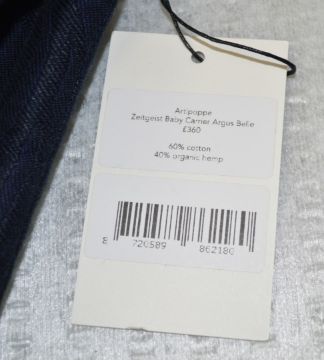 Artipoppe
Zeitgeist Baby Carrier Argus Belle
£360
60% cotton
40% organic hemp
8 720589 862180